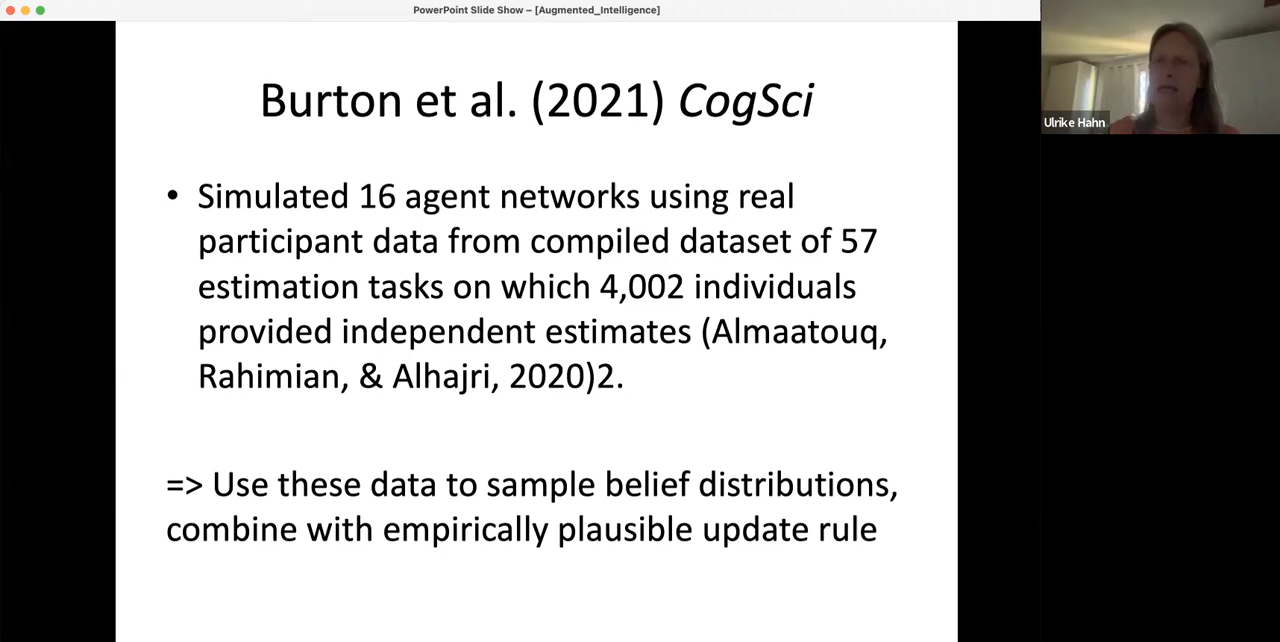 PowerPoint Slide Show – [Augmented_Intelligence]
Burton et al. (2021) CogSci
• Simulated 16 agent networks using real
participant data from compiled dataset of 57
estimation tasks on which 4,002 individuals
provided independent estimates (Almaatouq,
Rahimian, & Alhajri, 2020)2.
=> Use these data to sample belief distributions,
combine with empirically plausible update rule
Ulrike Hahn